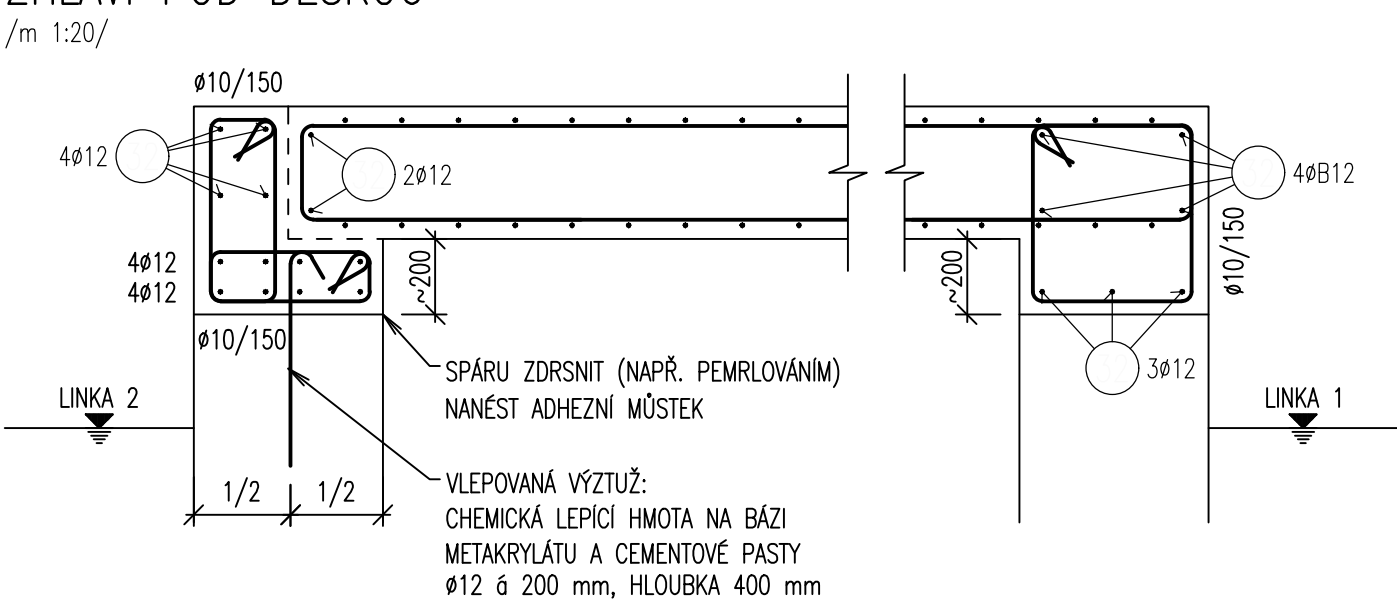 /m 1:20/
ø10/150
4ø12
2ø12
4øB12
4ø12
4ø12
~200
~200
ø10/150
ø10/150
3ø12
SPÁRU ZDRSNIT (NAPŘ. PEMRLOVÁNÍM)
NANÉST ADHEZNÍ MŮSTEK
LINKA 2
LINKA 1
1/2
1/2
VLEPOVANÁ VÝZTUŽ:
CHEMICKÁ LEPÍCÍ HMOTA NA BÁZI
METAKRYLÁTU A CEMENTOVÉ PASTY
ø12 á 200 mm, HLOUBKA 400 mm